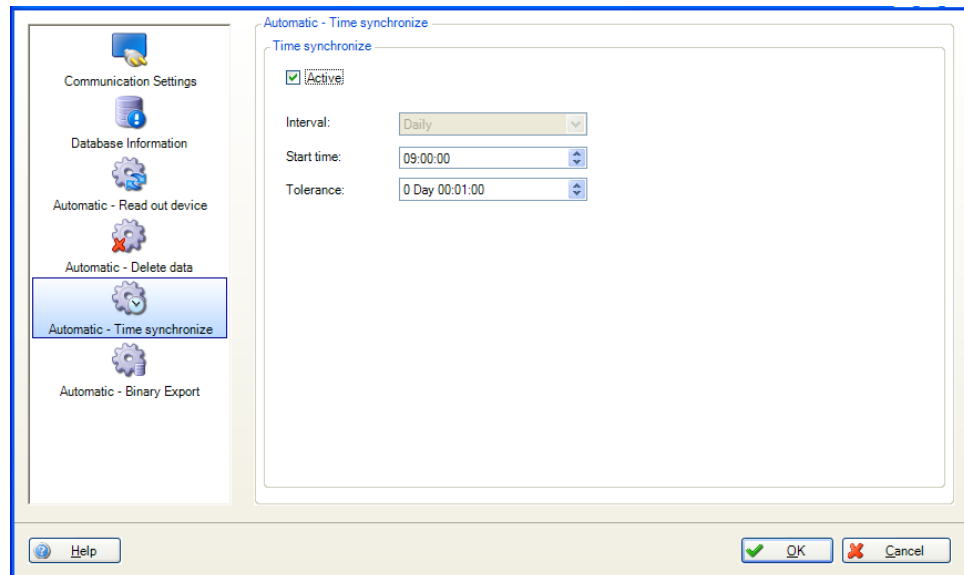 Automatic - Time synchronize
Time synchronize
Communication Settings
Database Information
Automatic - Read out device
Automatic - Delete data
Automatic - Time synchronize
Automatic - Binary Export
Active
Interval: Daily
Start time: 09:00:00
Tolerance: 0 Day 00:01:00
Help
OK
Cancel